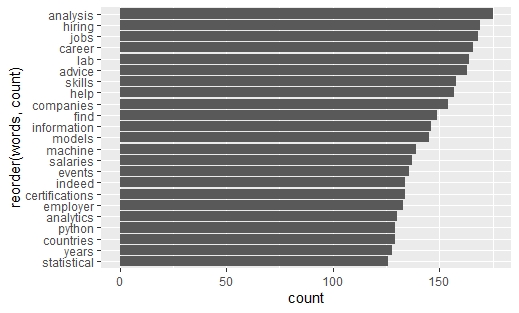 reorder(words, count)
analysis
hiring
jobs
career
lab
advice
skills
help
companies
find
information
models
machine
salaries
events
indeed
certifications
employer
analytics
python
countries
years
statistical
0 50 100 150
count